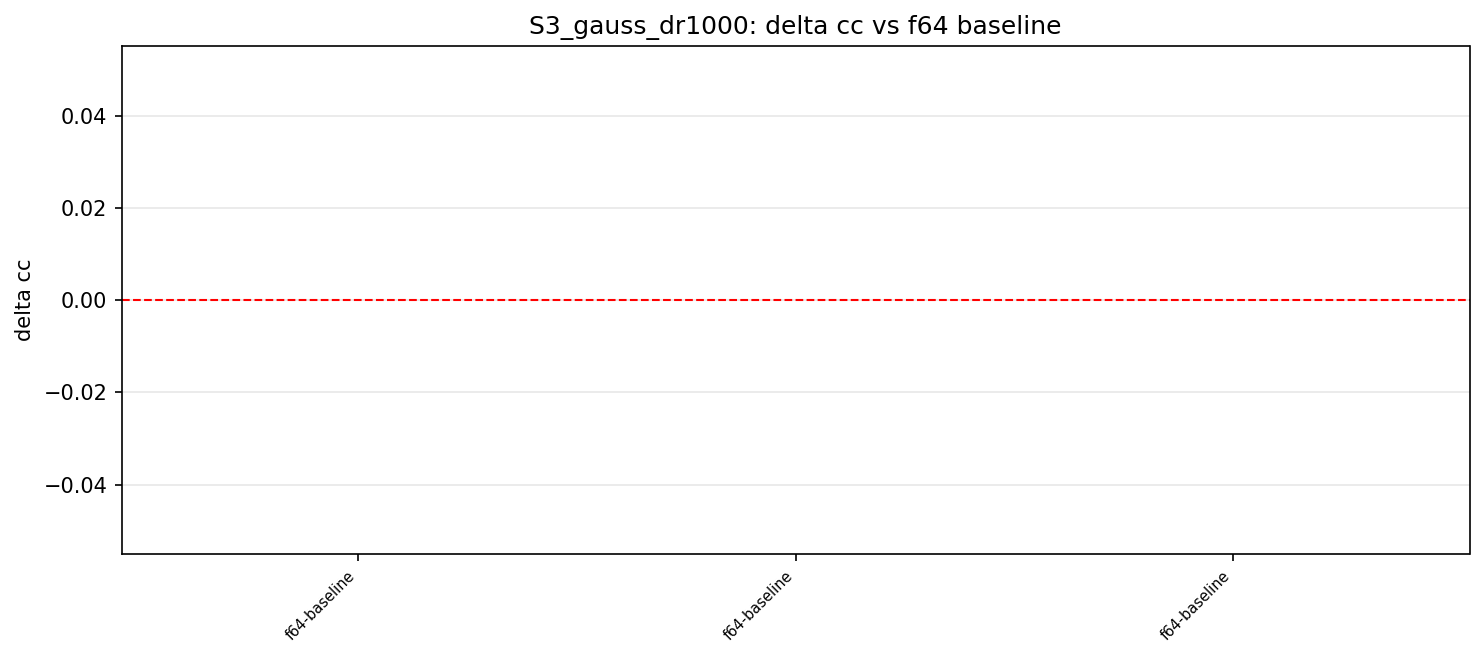 S3_gauss_dr1000: delta cc vs f64 baseline
delta cc
0.04
0.02
0.00
−0.02
−0.04
f64-baseline
f64-baseline
f64-baseline